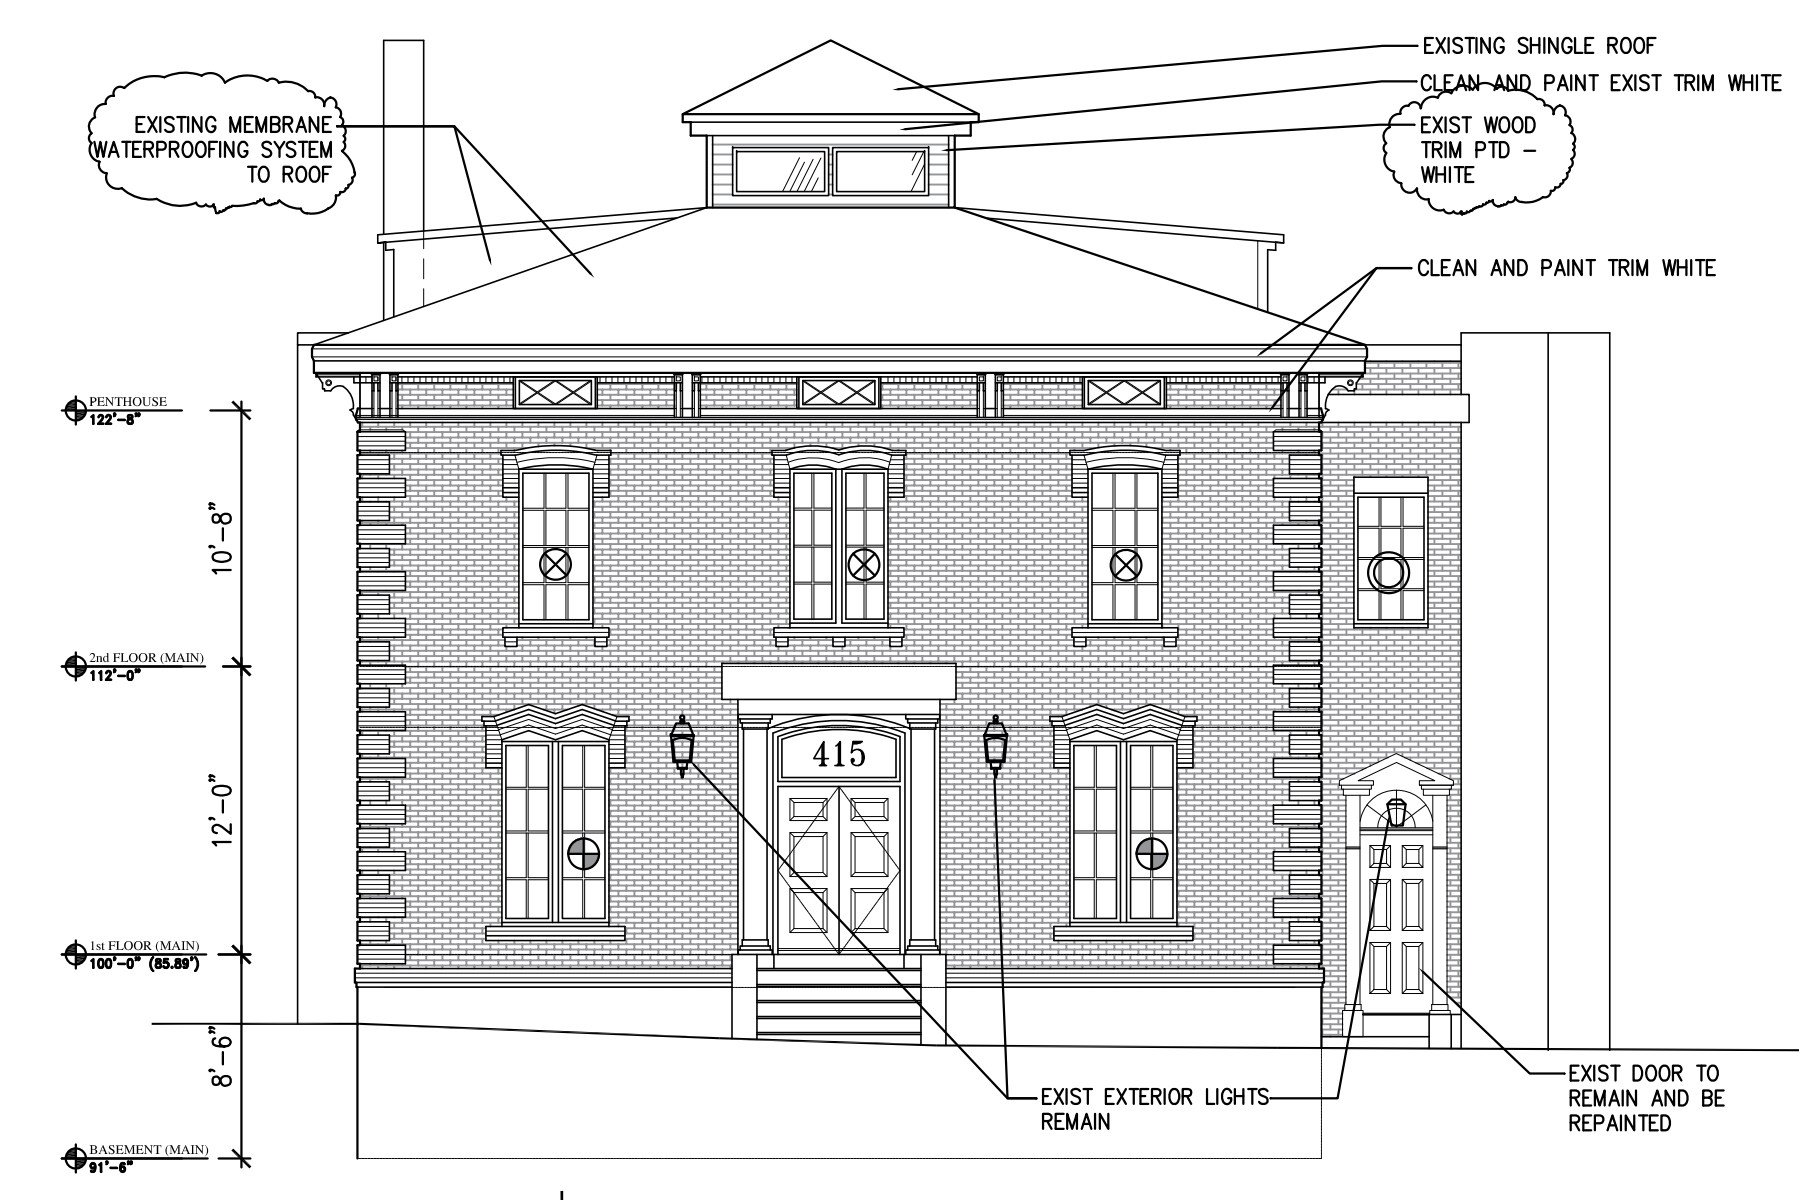 EXISTING SHINGLE ROOF
CLEAN AND PAINT EXIST TRIM WHITE
EXISTING MEMBRANE
WATERPROOFING SYSTEM
TO ROOF
EXIST WOOD
TRIM PTD -
WHITE
CLEAN AND PAINT TRIM WHITE
PENTHOUSE
122'-8"
10'-8"
2nd FLOOR (MAIN)
112'-0"
415
12'-0"
1st FLOOR (MAIN)
100'-0" (85.89')
8'-6"
EXIST EXTERIOR LIGHTS
REMAIN
EXIST DOOR TO
REMAIN AND BE
REPAINTED
BASEMENT (MAIN)
91'-6"